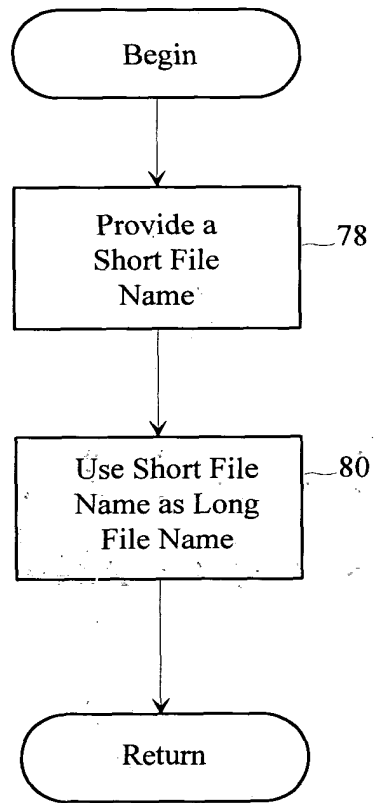 Begin
Provide a
Short File
Name
78
Use Short File
Name as Long
File Name
80
Return